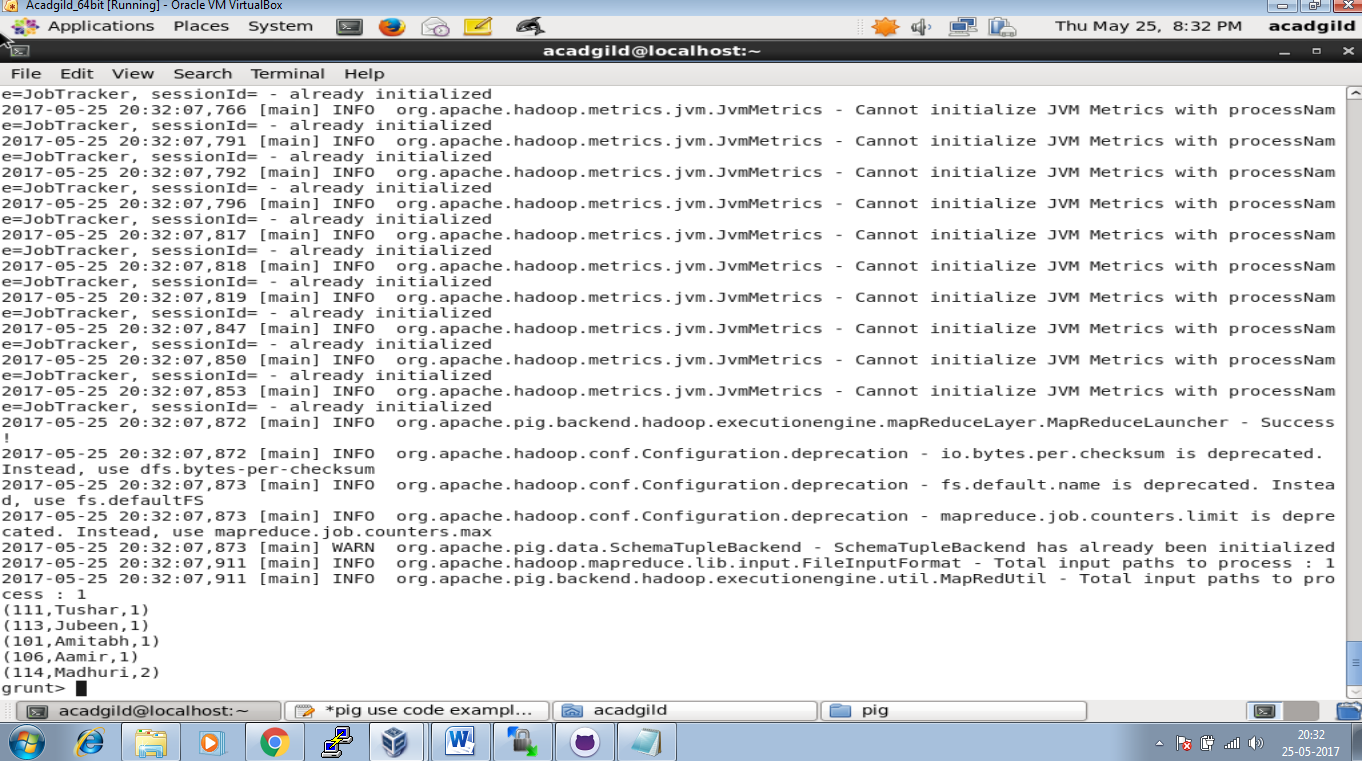 Acadgild_64bit [Running] - Oracle VM VirtualBox
Applications Places System Thu May 25, 8:32 PM acadgild
acadgild@localhost:~
File Edit View Search Terminal Help
e=JobTracker, sessionId= - already initialized
2017-05-25 20:32:07,766 [main] INFO  org.apache.hadoop.metrics.jvm.JvmMetrics - Cannot initialize JVM Metrics with processNam
e=JobTracker, sessionId= - already initialized
2017-05-25 20:32:07,791 [main] INFO  org.apache.hadoop.metrics.jvm.JvmMetrics - Cannot initialize JVM Metrics with processNam
e=JobTracker, sessionId= - already initialized
2017-05-25 20:32:07,792 [main] INFO  org.apache.hadoop.metrics.jvm.JvmMetrics - Cannot initialize JVM Metrics with processNam
e=JobTracker, sessionId= - already initialized
2017-05-25 20:32:07,796 [main] INFO  org.apache.hadoop.metrics.jvm.JvmMetrics - Cannot initialize JVM Metrics with processNam
e=JobTracker, sessionId= - already initialized
2017-05-25 20:32:07,817 [main] INFO  org.apache.hadoop.metrics.jvm.JvmMetrics - Cannot initialize JVM Metrics with processNam
e=JobTracker, sessionId= - already initialized
2017-05-25 20:32:07,818 [main] INFO  org.apache.hadoop.metrics.jvm.JvmMetrics - Cannot initialize JVM Metrics with processNam
e=JobTracker, sessionId= - already initialized
2017-05-25 20:32:07,819 [main] INFO  org.apache.hadoop.metrics.jvm.JvmMetrics - Cannot initialize JVM Metrics with processNam
e=JobTracker, sessionId= - already initialized
2017-05-25 20:32:07,847 [main] INFO  org.apache.hadoop.metrics.jvm.JvmMetrics - Cannot initialize JVM Metrics with processNam
e=JobTracker, sessionId= - already initialized
2017-05-25 20:32:07,850 [main] INFO  org.apache.hadoop.metrics.jvm.JvmMetrics - Cannot initialize JVM Metrics with processNam
e=JobTracker, sessionId= - already initialized
2017-05-25 20:32:07,853 [main] INFO  org.apache.hadoop.metrics.jvm.JvmMetrics - Cannot initialize JVM Metrics with processNam
e=JobTracker, sessionId= - already initialized
2017-05-25 20:32:07,872 [main] INFO  org.apache.pig.backend.hadoop.executionengine.mapReduceLayer.MapReduceLauncher - Success
!
2017-05-25 20:32:07,872 [main] INFO  org.apache.hadoop.conf.Configuration.deprecation - io.bytes.per.checksum is deprecated.
Instead, use dfs.bytes-per-checksum
2017-05-25 20:32:07,873 [main] INFO  org.apache.hadoop.conf.Configuration.deprecation - fs.default.name is deprecated. Instea
d, use fs.defaultFS
2017-05-25 20:32:07,873 [main] INFO  org.apache.hadoop.conf.Configuration.deprecation - mapreduce.job.counters.limit is depre
cated. Instead, use mapreduce.job.counters.max
2017-05-25 20:32:07,873 [main] WARN  org.apache.pig.data.SchemaTupleBackend - SchemaTupleBackend has already been initialized
2017-05-25 20:32:07,911 [main] INFO  org.apache.hadoop.mapreduce.lib.input.FileInputFormat - Total input paths to process : 1
2017-05-25 20:32:07,911 [main] INFO  org.apache.pig.backend.hadoop.executionengine.util.MapRedUtil - Total input paths to pro
cess : 1
(111,Tushar,1)
(113,Jubeen,1)
(101,Amitabh,1)
(106,Aamir,1)
(114,Madhuri,2)
grunt>
acadgild@localhost:~ *pig use code exampl... acadgild pig
20:32
25-05-2017